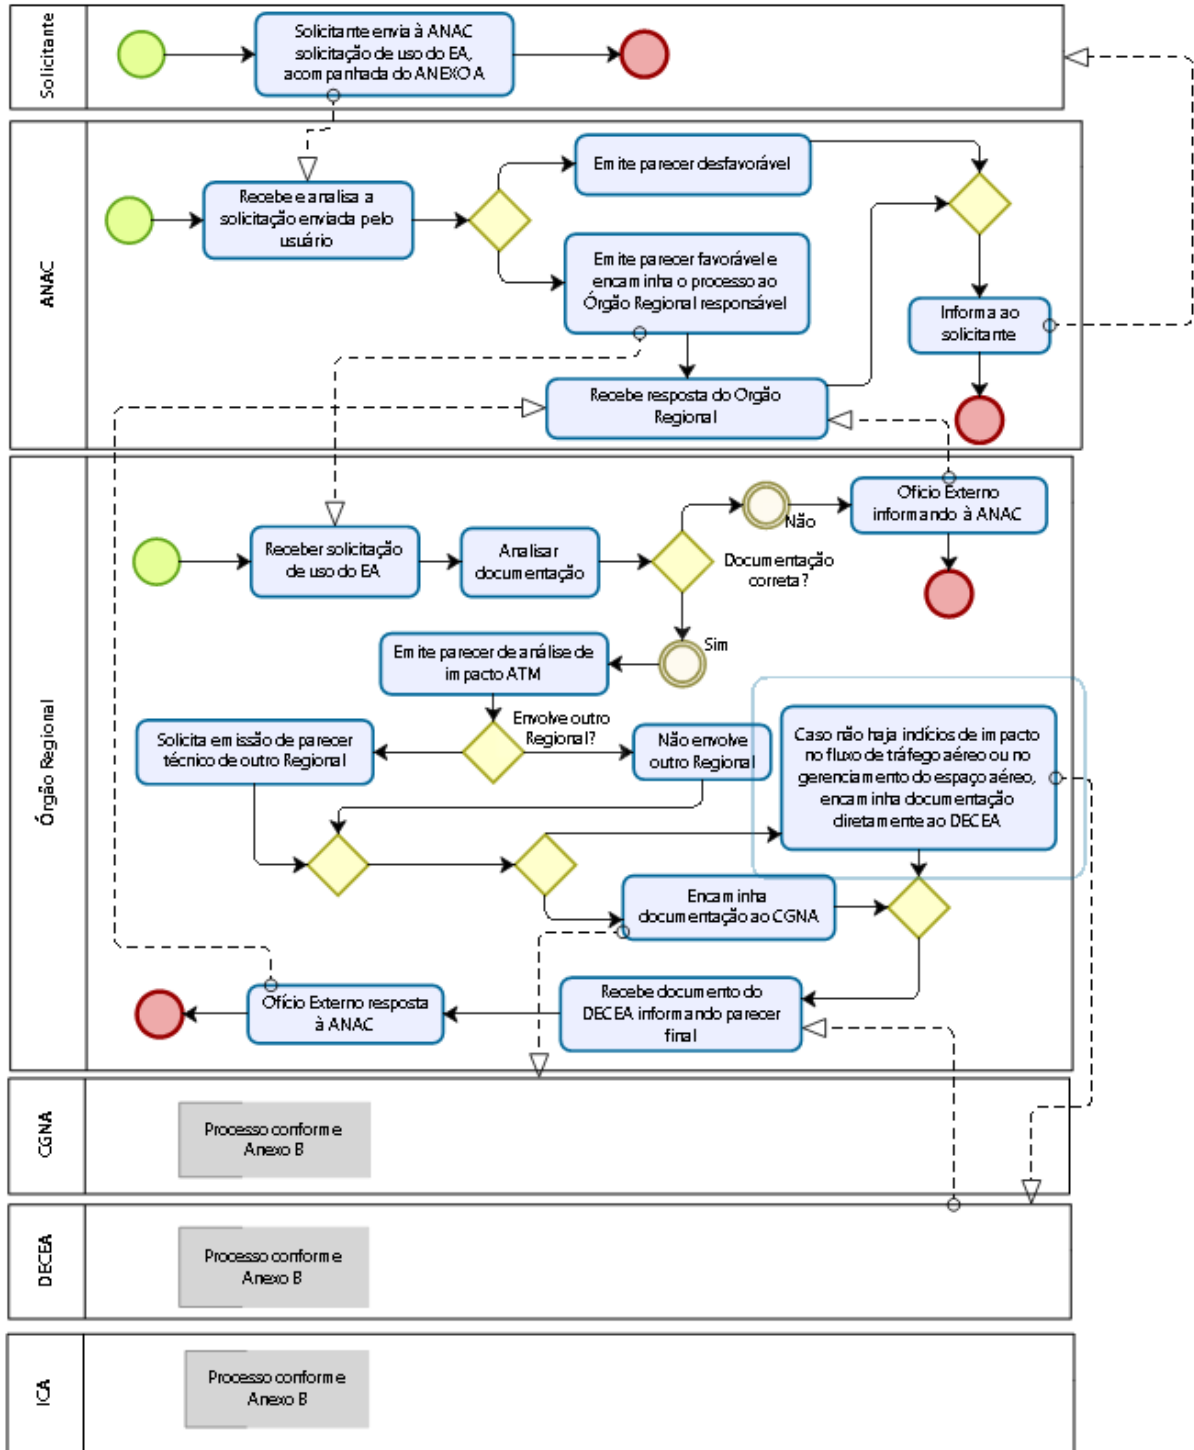 Solicitante
Solicitante envia à ANAC
solicitação de uso do EA,
acompanhada do ANEXO A
ANAC
Recebe e analisa a
solicitação enviada pelo
usuário
Emite parecer desfavorável
Emite parecer favorável e
encaminha o processo ao
Órgão Regional responsável
Informa ao
solicitante
Recebe resposta do Orgão
Regional
Órgão Regional
Receber solicitação
de uso do EA
Analisar
documentação
Não
Documentação
correta?
Oficio Externo
informando à ANAC
Sim
Emite parecer de análise de
impacto ATM
Envolve outro
Regional?
Solicita emissão de parecer
técnico de outro Regional
Não envolve
outro Regional
Caso não haja indícios de impacto
no fluxo de tráfego aéreo ou no
gerenciamento do espaço aéreo,
encaminha documentação
diretamente ao DECEA
Encaminha
documentação ao CGNA
Recebe documento do
DECEA informando parecer
final
Ofício Externo resposta
à ANAC
CGNA
Processo conforme
Anexo B
DECEA
Processo conforme
Anexo B
ICA
Processo conforme
Anexo B